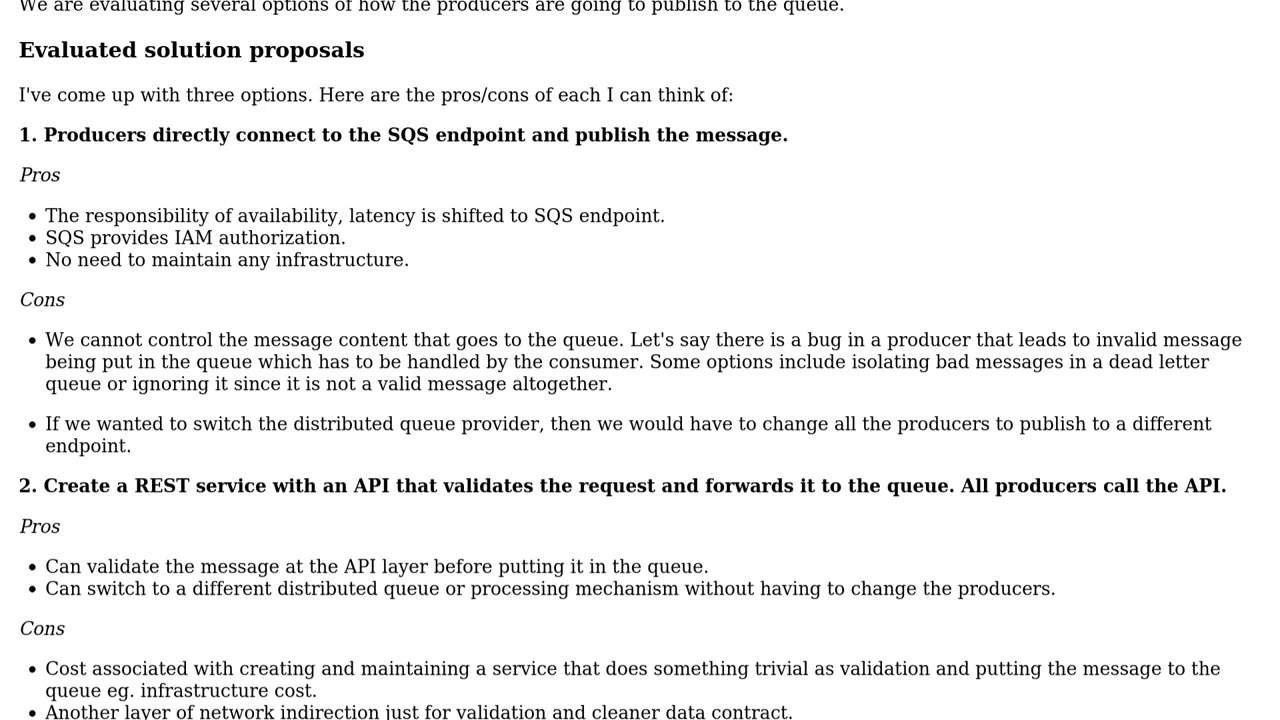 We are evaluating several options of how the producers are going to publish to the queue.
Evaluated solution proposals
I've come up with three options. Here are the pros/cons of each I can think of:
1. Producers directly connect to the SQS endpoint and publish the message.
Pros
• The responsibility of availability, latency is shifted to SQS endpoint.
• SQS provides IAM authorization.
• No need to maintain any infrastructure.
Cons
• We cannot control the message content that goes to the queue. Let's say there is a bug in a producer that leads to invalid message
being put in the queue which has to be handled by the consumer. Some options include isolating bad messages in a dead letter
queue or ignoring it since it is not a valid message altogether.
• If we wanted to switch the distributed queue provider, then we would have to change all the producers to publish to a different
endpoint.
2. Create a REST service with an API that validates the request and forwards it to the queue. All producers call the API.
Pros
• Can validate the message at the API layer before putting it in the queue.
• Can switch to a different distributed queue or processing mechanism without having to change the producers.
Cons
• Cost associated with creating and maintaining a service that does something trivial as validation and putting the message to the
queue eg. infrastructure cost.
• Another layer of network indirection just for validation and cleaner data contract.